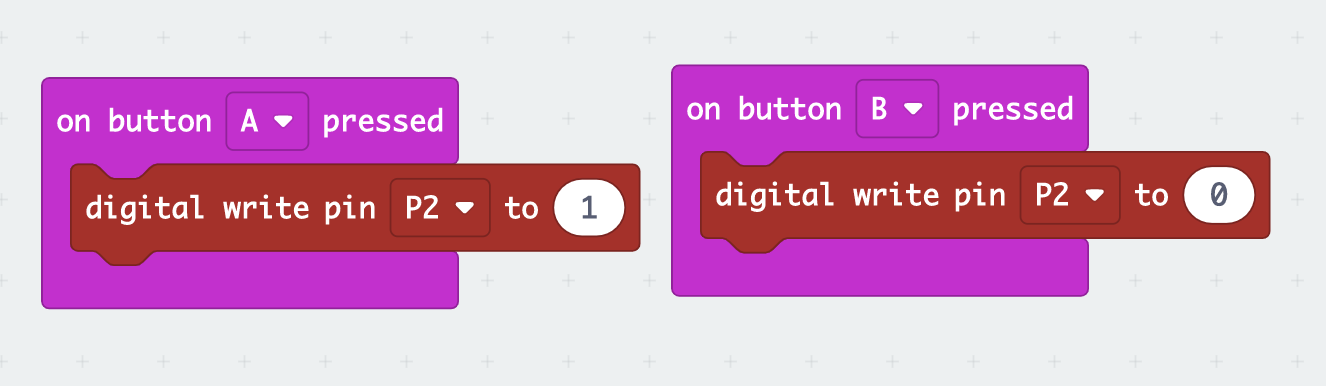 on button A pressed
digital write pin P2 to 1
on button B pressed
digital write pin P2 to 0